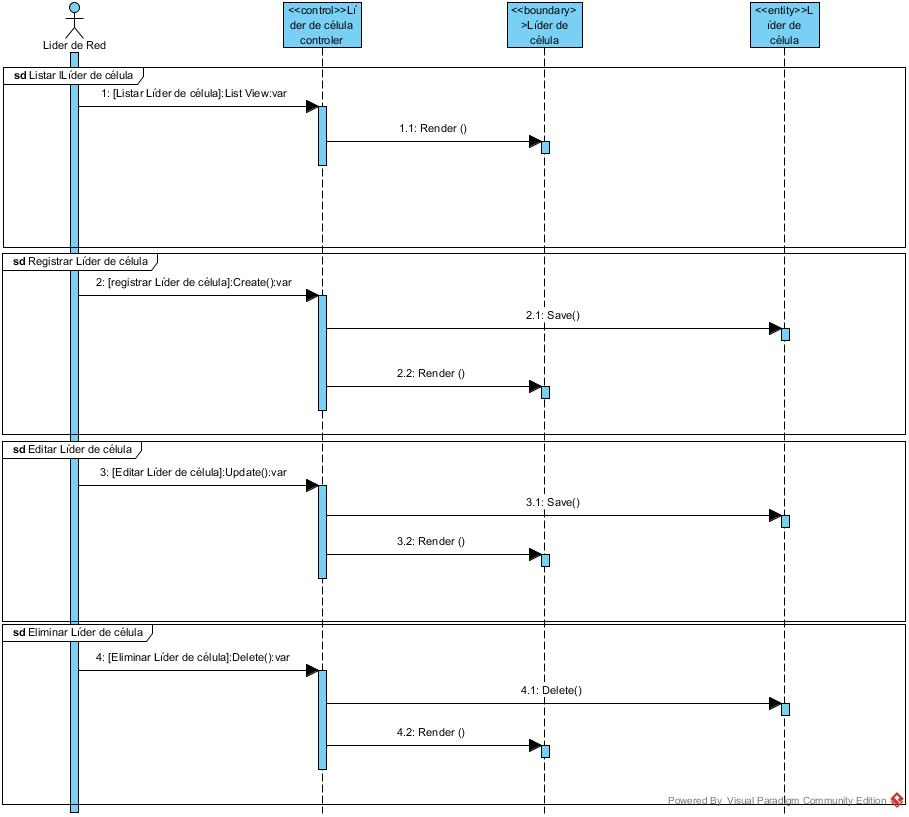 Lider de Red
<<control>>Lí
der de célula
controler
<<boundary>
>Líder de
célula
<<entity>>L
íder de
célula
sd Listar lLíder de célula
1: [Listar Líder de célula]:List View:var
1.1: Render ()
sd Registrar Líder de célula
2: [registrar Líder de célula]:Create():var
2.1: Save()
2.2: Render ()
sd Editar Líder de célula
3: [Editar Líder de célula]:Update():var
3.1: Save()
3.2: Render ()
sd Eliminar Líder de célula
4: [Eliminar Líder de célula]:Delete():var
4.1: Delete()
4.2: Render ()
Powered By Visual Paradigm Community Edition